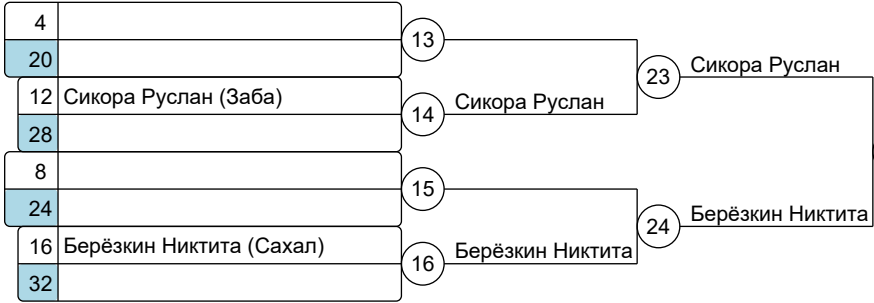 4
13
20
23 Сикора Руслан
12 Сикора Руслан (Заба)
14 Сикора Руслан
28
8
15
24
24 Берёзкин Никтита
16 Берёзкин Никтита (Сахал)
16 Берёзкин Никтита
32